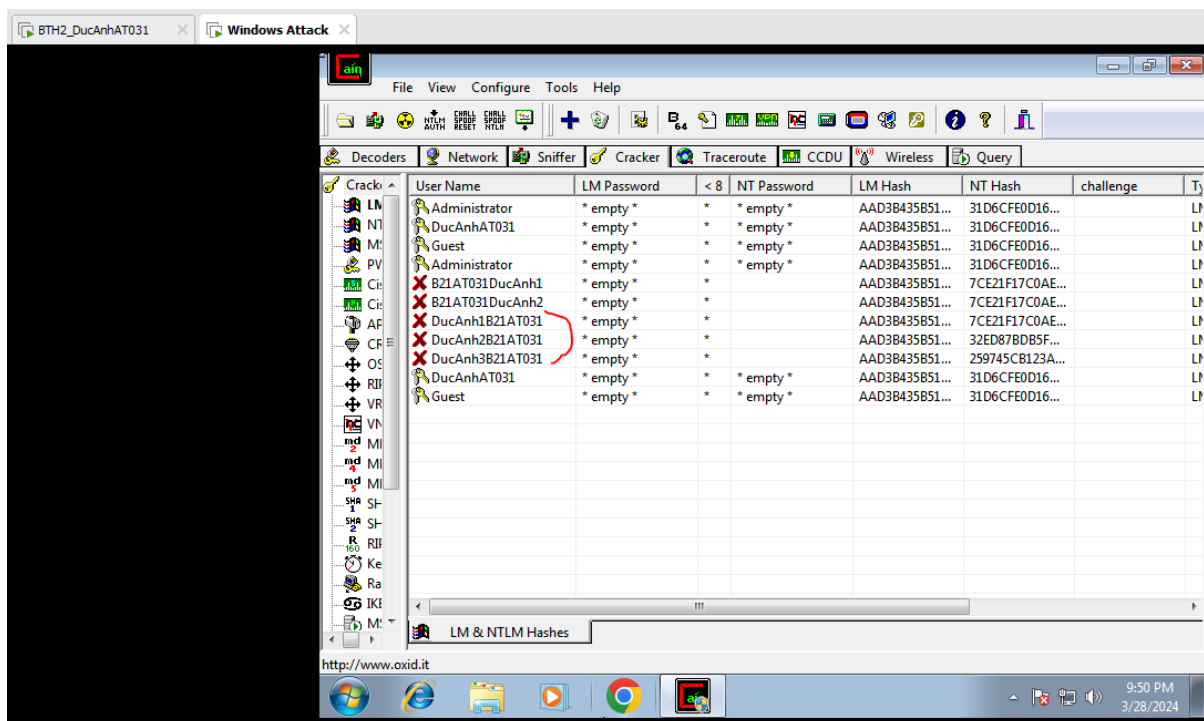 BTH2_DucAnhAT031 Windows Attack
File View Configure Tools Help
Decoders Network Sniffer Cracker Traceroute CCDU Wireless Query
User Name LM Password < 8 NT Password LM Hash NT Hash challenge
Administrator * empty * * * empty * AAD3B435B51... 31D6CFE0D16...
DucAnhAT031 * empty * * * empty * AAD3B435B51... 31D6CFE0D16...
Guest * empty * * * empty * AAD3B435B51... 31D6CFE0D16...
Administrator * empty * * * empty * AAD3B435B51... 31D6CFE0D16...
B21AT031DucAnh1 * empty * * AAD3B435B51... 7CE21F17C0AE...
B21AT031DucAnh2 * empty * * AAD3B435B51... 7CE21F17C0AE...
DucAnh1B21AT031 * empty * * AAD3B435B51... 7CE21F17C0AE...
DucAnh2B21AT031 * empty * * AAD3B435B51... 32ED87BDB5F...
DucAnh3B21AT031 * empty * * AAD3B435B51... 259745CB123A...
DucAnhAT031 * empty * * * empty * AAD3B435B51... 31D6CFE0D16...
Guest * empty * * * empty * AAD3B435B51... 31D6CFE0D16...
LM & NTLM Hashes
http://www.oxid.it
9:50 PM
3/28/2024